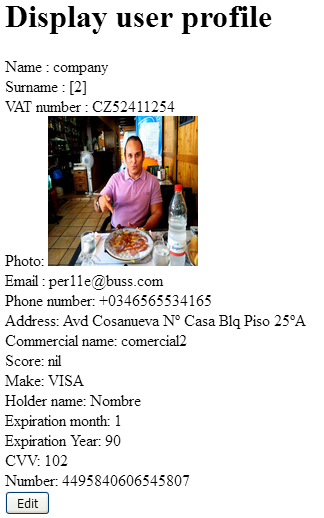 Display user profile
Name : company
Surname : [2]
VAT number : CZ52411254
Photo:
Email : per11e@buss.com
Phone number: +0346565534165
Address: Avd Cosanueva Nº Casa Blq Piso 25ºA
Commercial name: comercial2
Score: nil
Make: VISA
Holder name: Nombre
Expiration month: 1
Expiration Year: 90
CVV: 102
Number: 4495840606545807
Edit